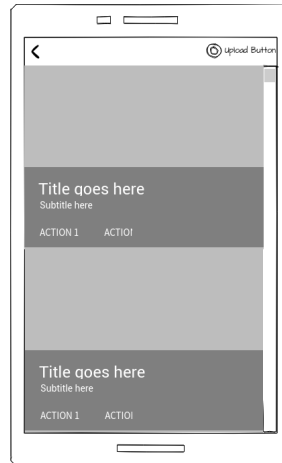 Upload Button
Title goes here
Subtitle here
ACTION 1 ACTIOI
Title goes here
Subtitle here
ACTION 1 ACTIOI